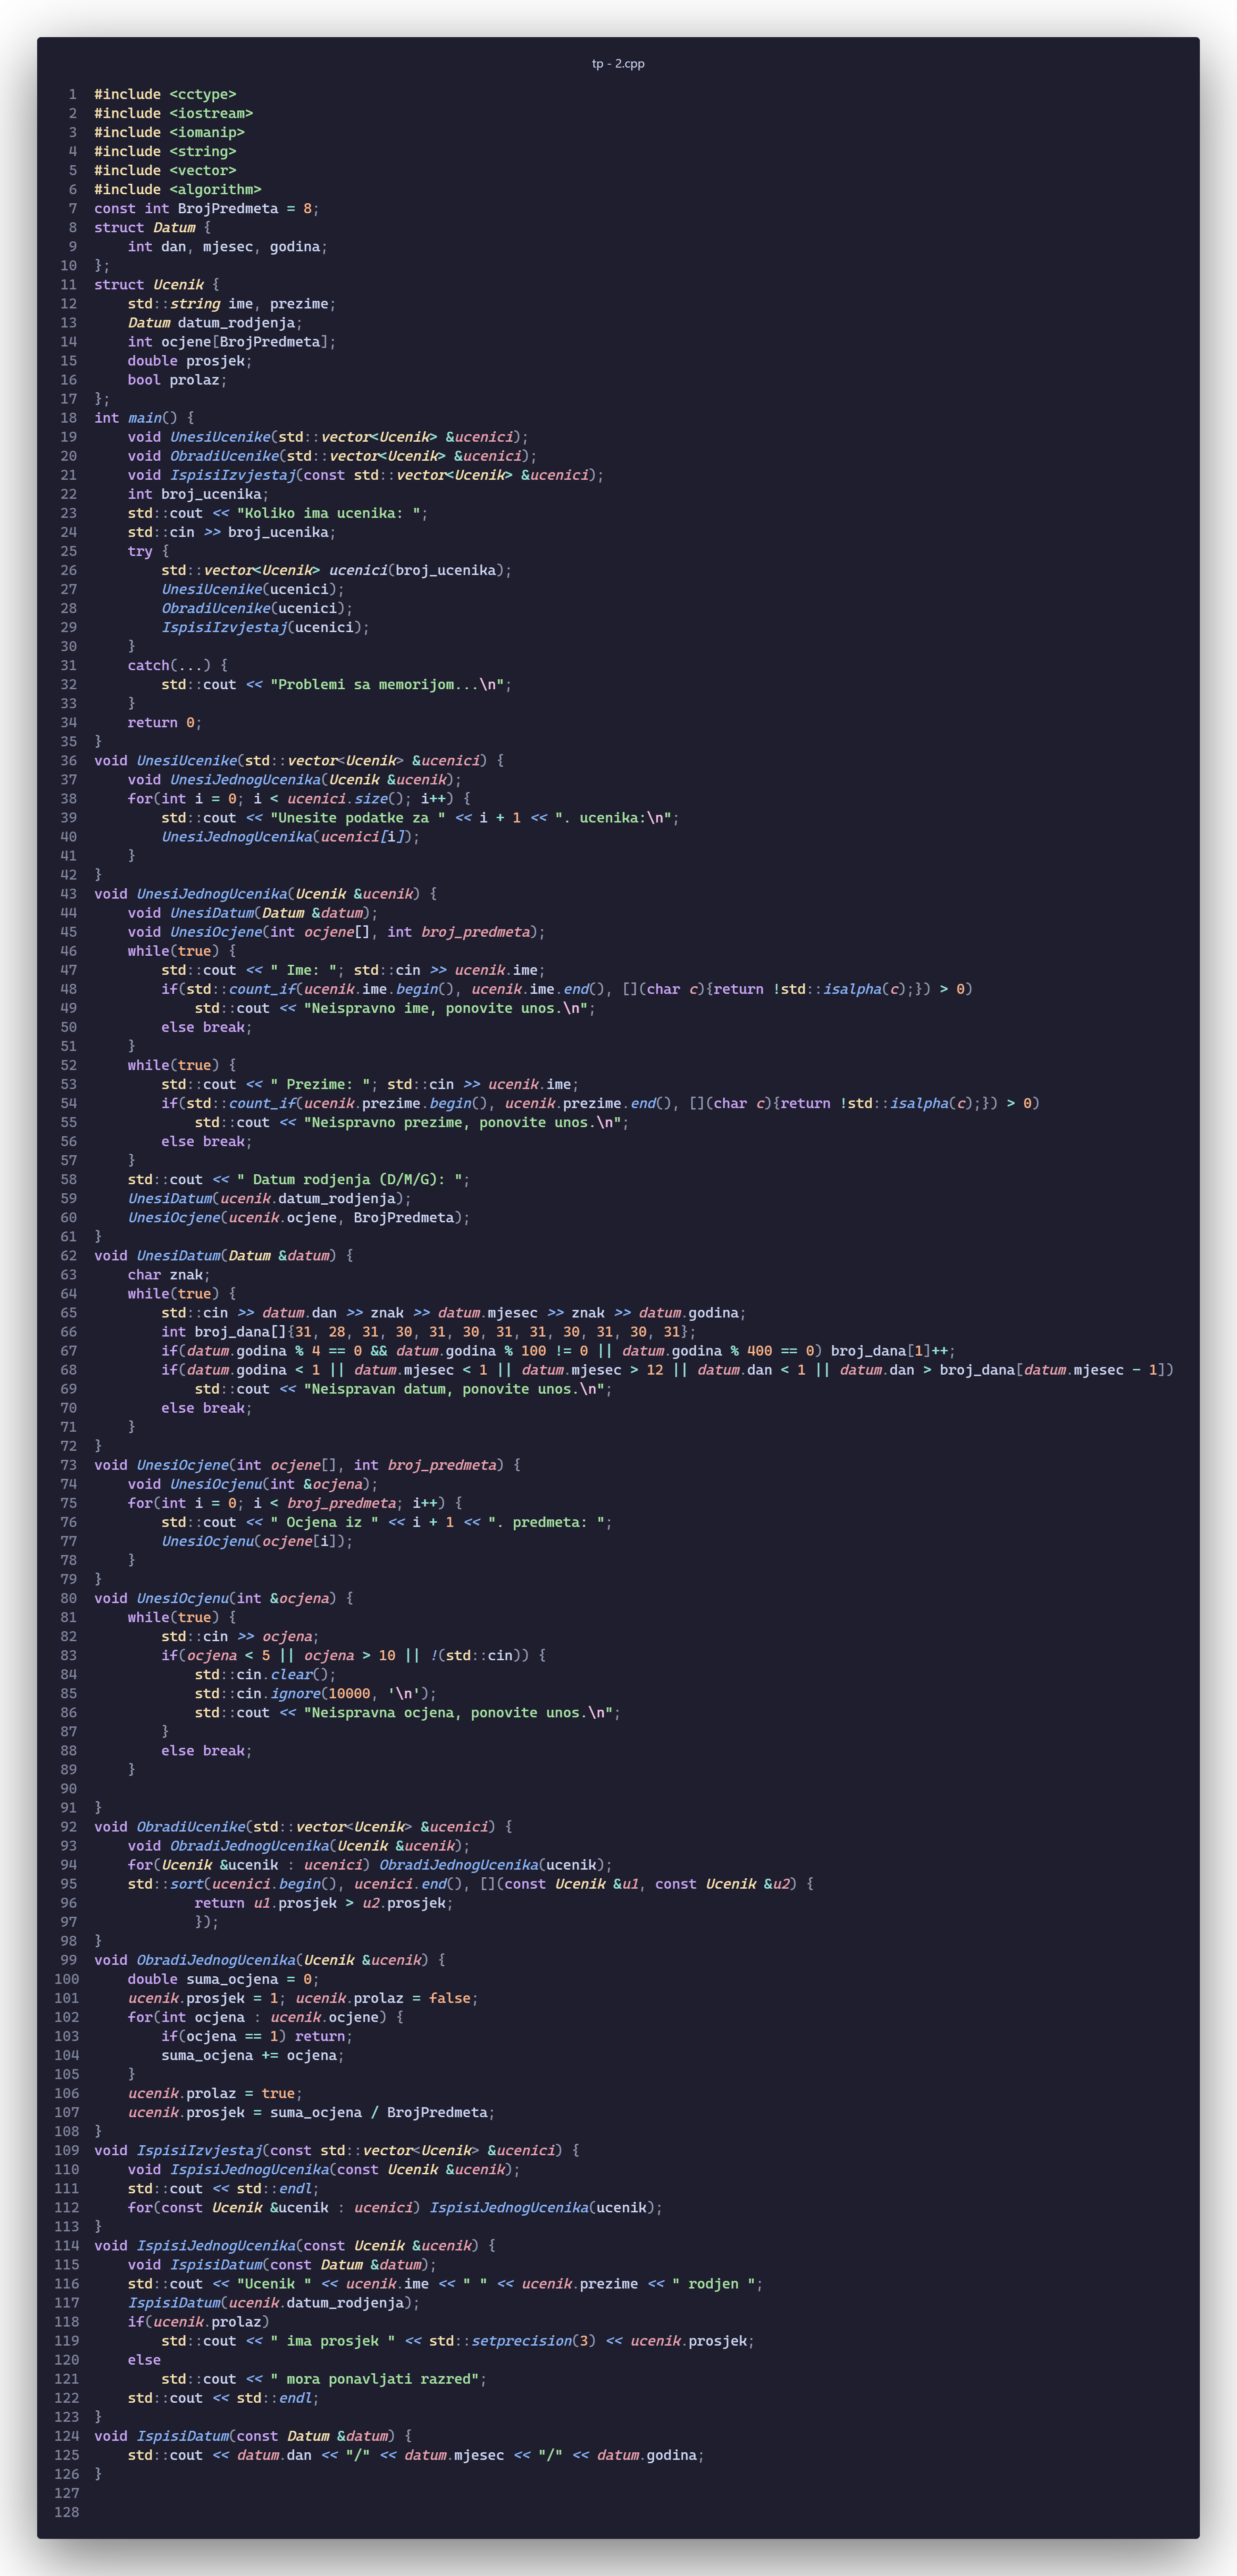 tp - 2.cpp
1 #include <cctype>
2 #include <iostream>
3 #include <iomanip>
4 #include <string>
5 #include <vector>
6 #include <algorithm>
7 const int BrojPredmeta = 8;
8 struct Datum {
9     int dan, mjesec, godina;
10 };
11 struct Ucenik {
12     std::string ime, prezime;
13     Datum datum_rodjenja;
14     int ocjene[BrojPredmeta];
15     double prosjek;
16     bool prolaz;
17 };
18 int main() {
19     void UnesiUcenike(std::vector<Ucenik> &ucenici);
20     void ObradiUcenike(std::vector<Ucenik> &ucenici);
21     void IspisiIzvjestaj(const std::vector<Ucenik> &ucenici);
22     int broj_ucenika;
23     std::cout << "Koliko ima ucenika: ";
24     std::cin >> broj_ucenika;
25     try {
26         std::vector<Ucenik> ucenici(broj_ucenika);
27         UnesiUcenike(ucenici);
28         ObradiUcenike(ucenici);
29         IspisiIzvjestaj(ucenici);
30     }
31     catch(...) {
32         std::cout << "Problemi sa memorijom...\n";
33     }
34     return 0;
35 }
36 void UnesiUcenike(std::vector<Ucenik> &ucenici) {
37     void UnesiJednogUcenika(Ucenik &ucenik);
38     for(int i = 0; i < ucenici.size(); i++) {
39         std::cout << "Unesite podatke za " << i + 1 << ". ucenika:\n";
40         UnesiJednogUcenika(ucenici[i]);
41     }
42 }
43 void UnesiJednogUcenika(Ucenik &ucenik) {
44     void UnesiDatum(Datum &datum);
45     void UnesiOcjene(int ocjene[], int broj_predmeta);
46     while(true) {
47         std::cout << " Ime: "; std::cin >> ucenik.ime;
48         if(std::count_if(ucenik.ime.begin(), ucenik.ime.end(), [](char c){return !std::isalpha(c);}) > 0)
49             std::cout << "Neispravno ime, ponovite unos.\n";
50         else break;
51     }
52     while(true) {
53         std::cout << " Prezime: "; std::cin >> ucenik.ime;
54         if(std::count_if(ucenik.prezime.begin(), ucenik.prezime.end(), [](char c){return !std::isalpha(c);}) > 0)
55             std::cout << "Neispravno prezime, ponovite unos.\n";
56         else break;
57     }
58     std::cout << " Datum rodjenja (D/M/G): ";
59     UnesiDatum(ucenik.datum_rodjenja);
60     UnesiOcjene(ucenik.ocjene, BrojPredmeta);
61 }
62 void UnesiDatum(Datum &datum) {
63     char znak;
64     while(true) {
65         std::cin >> datum.dan >> znak >> datum.mjesec >> znak >> datum.godina;
66         int broj_dana[]{31, 28, 31, 30, 31, 30, 31, 31, 30, 31, 30, 31};
67         if(datum.godina % 4 == 0 && datum.godina % 100 != 0 || datum.godina % 400 == 0) broj_dana[1]++;
68         if(datum.godina < 1 || datum.mjesec < 1 || datum.mjesec > 12 || datum.dan < 1 || datum.dan > broj_dana[datum.mjesec - 1])
69             std::cout << "Neispravan datum, ponovite unos.\n";
70         else break;
71     }
72 }
73 void UnesiOcjene(int ocjene[], int broj_predmeta) {
74     void UnesiOcjenu(int &ocjena);
75     for(int i = 0; i < broj_predmeta; i++) {
76         std::cout << " Ocjena iz " << i + 1 << ". predmeta: ";
77         UnesiOcjenu(ocjene[i]);
78     }
79 }
80 void UnesiOcjenu(int &ocjena) {
81     while(true) {
82         std::cin >> ocjena;
83         if(ocjena < 5 || ocjena > 10 || !(std::cin)) {
84             std::cin.clear();
85             std::cin.ignore(10000, '\n');
86             std::cout << "Neispravna ocjena, ponovite unos.\n";
87         }
88         else break;
89     }
90
91 }
92 void ObradiUcenike(std::vector<Ucenik> &ucenici) {
93     void ObradiJednogUcenika(Ucenik &ucenik);
94     for(Ucenik &ucenik : ucenici) ObradiJednogUcenika(ucenik);
95     std::sort(ucenici.begin(), ucenici.end(), [](const Ucenik &u1, const Ucenik &u2) {
96             return u1.prosjek > u2.prosjek;
97             });
98 }
99 void ObradiJednogUcenika(Ucenik &ucenik) {
100     double suma_ocjena = 0;
101     ucenik.prosjek = 1; ucenik.prolaz = false;
102     for(int ocjena : ucenik.ocjene) {
103         if(ocjena == 1) return;
104         suma_ocjena += ocjena;
105     }
106     ucenik.prolaz = true;
107     ucenik.prosjek = suma_ocjena / BrojPredmeta;
108 }
109 void IspisiIzvjestaj(const std::vector<Ucenik> &ucenici) {
110     void IspisiJednogUcenika(const Ucenik &ucenik);
111     std::cout << std::endl;
112     for(const Ucenik &ucenik : ucenici) IspisiJednogUcenika(ucenik);
113 }
114 void IspisiJednogUcenika(const Ucenik &ucenik) {
115     void IspisiDatum(const Datum &datum);
116     std::cout << "Ucenik " << ucenik.ime << " " << ucenik.prezime << " rodjen ";
117     IspisiDatum(ucenik.datum_rodjenja);
118     if(ucenik.prolaz)
119         std::cout << " ima prosjek " << std::setprecision(3) << ucenik.prosjek;
120     else
121         std::cout << " mora ponavljati razred";
122     std::cout << std::endl;
123 }
124 void IspisiDatum(const Datum &datum) {
125     std::cout << datum.dan << "/" << datum.mjesec << "/" << datum.godina;
126 }
127
128